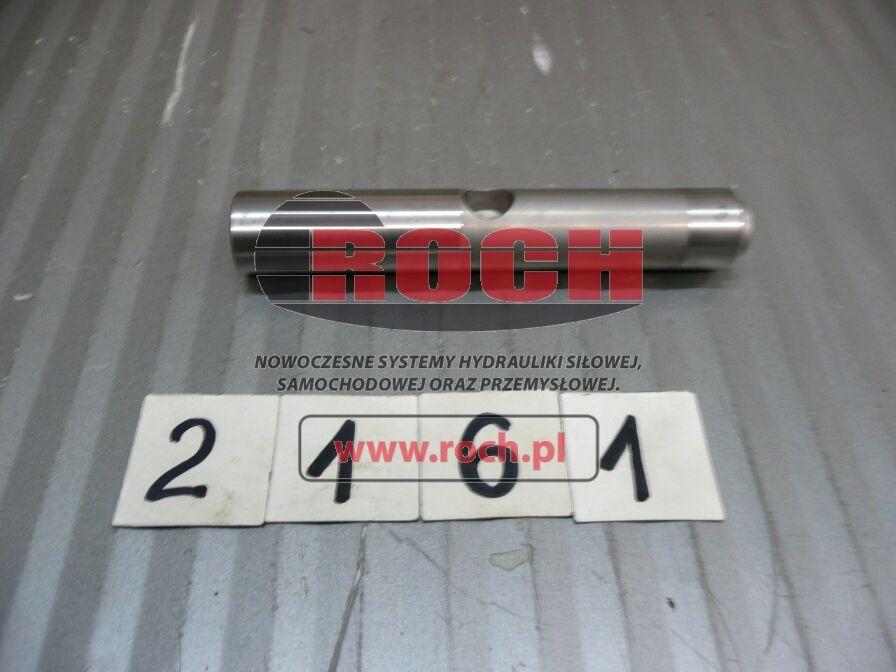 ROCH
NOWOCZESNE SYSTEMY HYDRAULIKI SIŁOWEJ,
SAMOCHODOWEJ ORAZ PRZEMYSŁOWEJ.
www.roch.pl
2 1 6 1